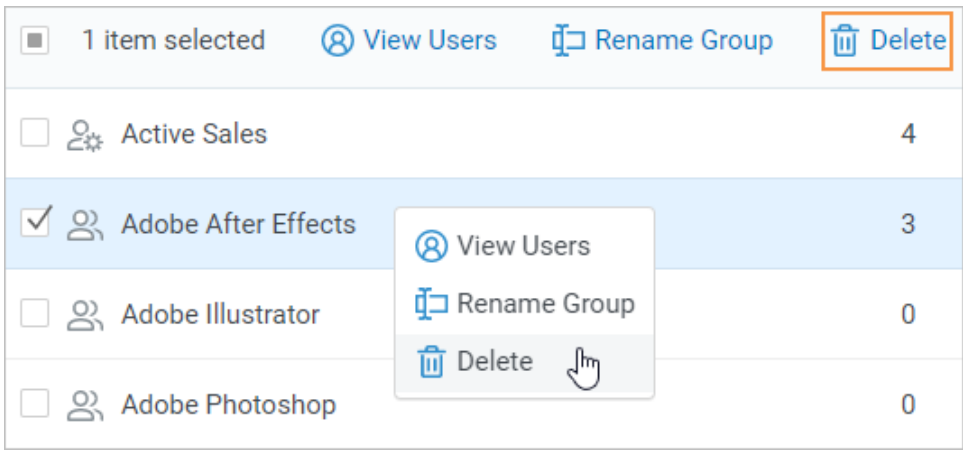 1 item selected View Users Rename Group Delete
Active Sales 4
Adobe After Effects 3
View Users
Rename Group
Adobe Illustrator 0
Delete
Adobe Photoshop 0